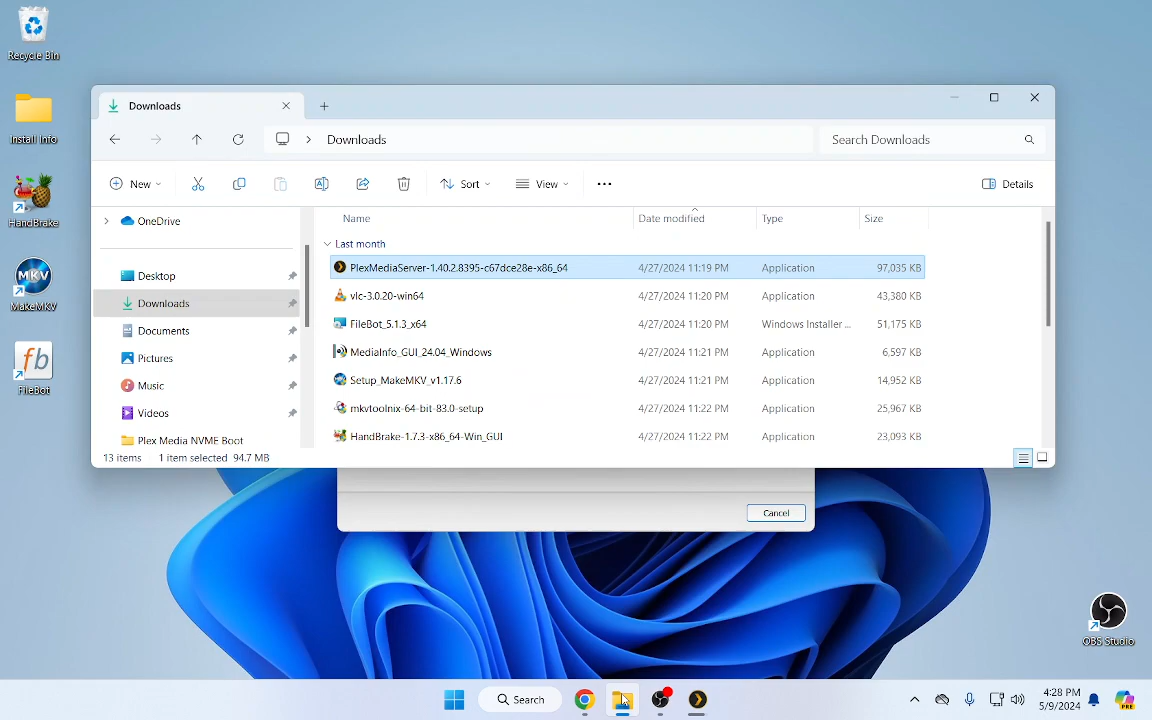 Recycle Bin
Install Info
HandBrake
MKV
MakeMKV
fb
FileBot
Downloads
Downloads
Search Downloads
New
Sort
View
Details
OneDrive
Desktop
Downloads
Documents
Pictures
Music
Videos
Plex Media NVME Boot
Name Date modified Type Size
Last month
PlexMediaServer-1.40.2.8395-c67dce28e-x86_64 4/27/2024 11:19 PM Application 97,035 KB
vlc-3.0.20-win64 4/27/2024 11:20 PM Application 43,380 KB
FileBot_5.1.3_x64 4/27/2024 11:20 PM Windows Installer ... 51,175 KB
MediaInfo_GUI_24.04_Windows 4/27/2024 11:21 PM Application 6,597 KB
Setup_MakeMKV_v1.17.6 4/27/2024 11:21 PM Application 14,952 KB
mkvtoolnix-64-bit-83.0-setup 4/27/2024 11:22 PM Application 25,967 KB
HandBrake-1.7.3-x86_64-Win_GUI 4/27/2024 11:22 PM Application 23,093 KB
13 items 1 item selected 94.7 MB
Cancel
OBS Studio
Search
4:28 PM
5/9/2024
PRE